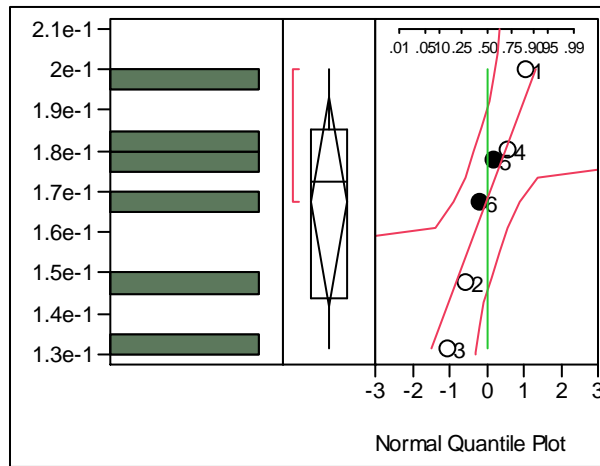 2.1e-1
2e-1
1.9e-1
1.8e-1
1.7e-1
1.6e-1
1.5e-1
1.4e-1
1.3e-1
.01 .05 .10 .25 .50 .75 .90 .95 .99
1
4
5
6
2
3
-3 -2 -1 0 1 2 3
Normal Quantile Plot